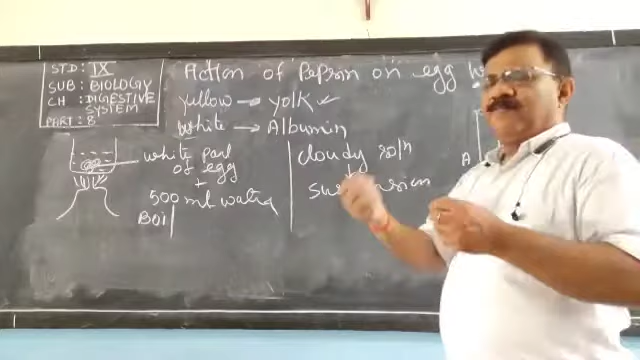 STD: IX
SUB: BIOLOGY
CH: DIGESTIVE
SYSTEM
PART: 8
Action of Pepsin on egg W
yellow → yolk ✓
White → Albumin
white part
of egg
+
500 ml water
Boil
cloudy soln
↓
A